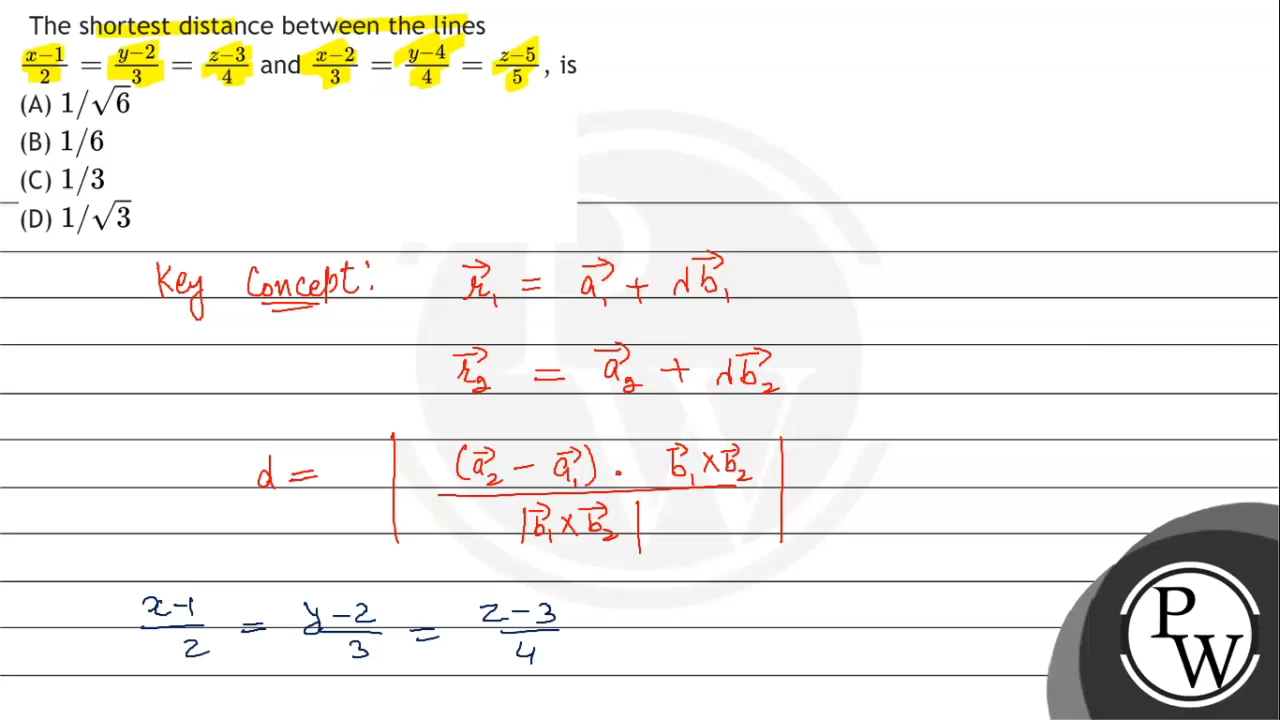 The shortest distance between the lines
x−1/2 = y−2/3 = z−3/4 and x−2/3 = y−4/4 = z−5/5, is
(A) 1/√6
(B) 1/6
(C) 1/3
(D) 1/√3
Key Concept: r⃗₁ = a⃗₁ + λb⃗₁
r⃗₂ = a⃗₂ + λb⃗₂
d = | (a⃗₂ − a⃗₁) · b⃗₁ × b⃗₂ / |b⃗₁ × b⃗₂| |
x−1/2 = y−2/3 = z−3/4
PW